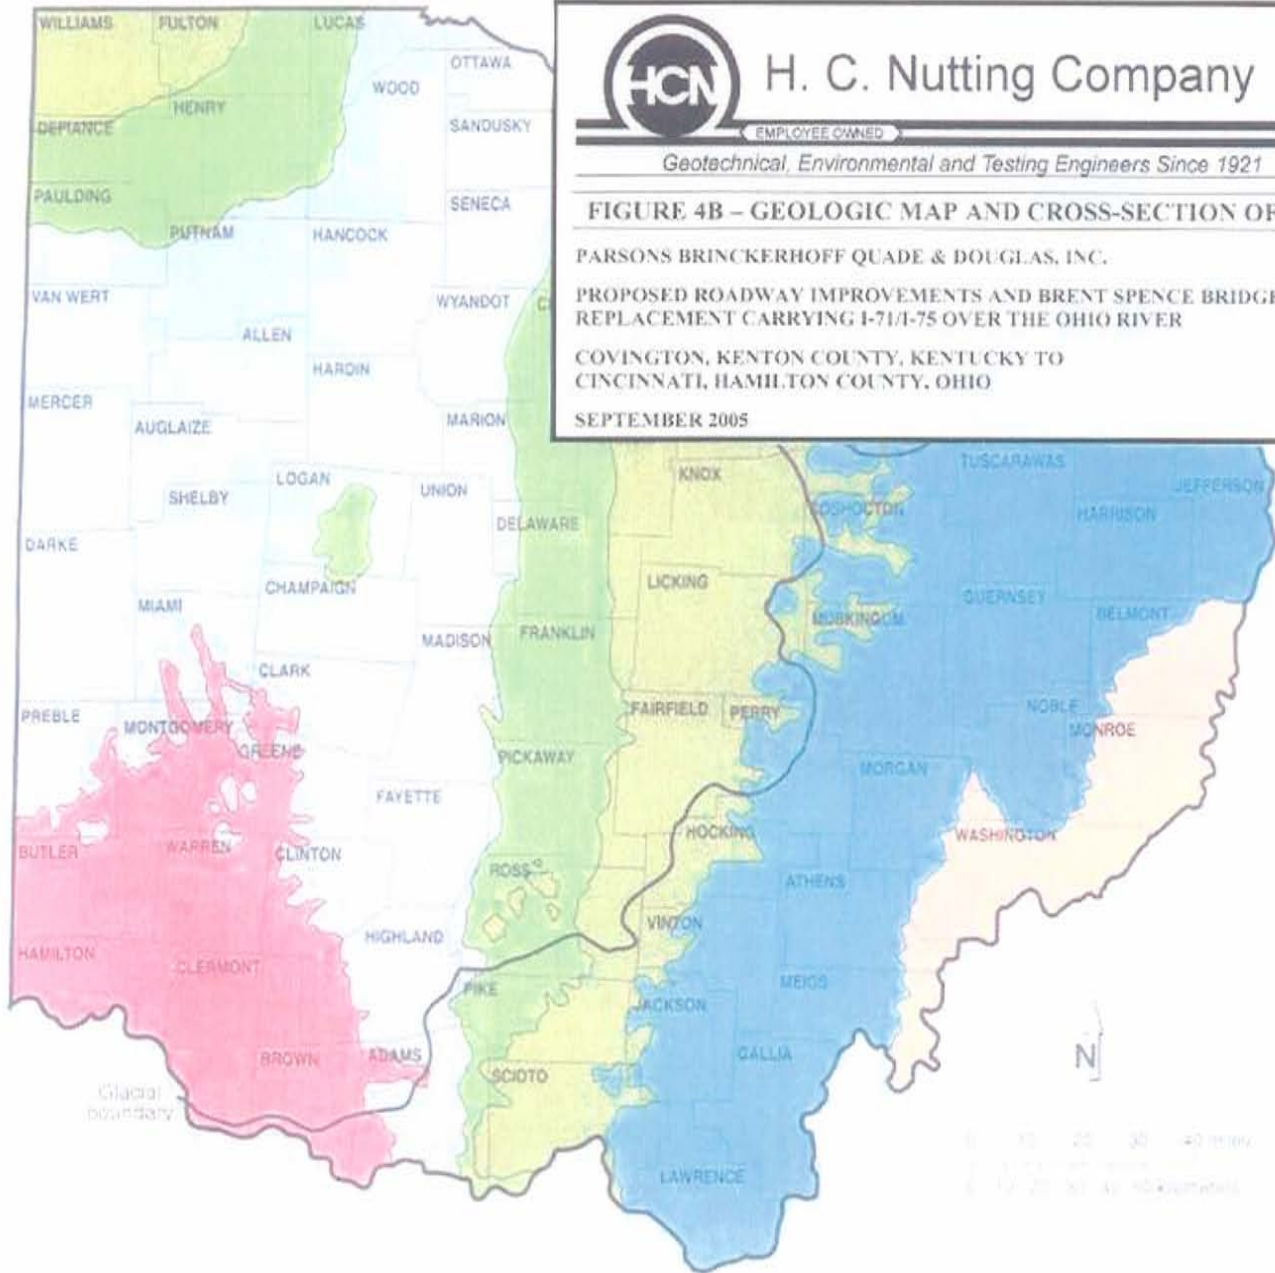 WILLIAMS
FULTON
LUCAS
OTTAWA
WOOD
HENRY
DEFIANCE
SANDUSKY
PAULDING
SENECA
PUTNAM
HANCOCK
VAN WERT
WYANDOT
ALLEN
HARDIN
MERCER
AUGLAIZE
MARION
LOGAN
UNION
SHELBY
DELAWARE
DARKE
CHAMPAIGN
MIAMI
MADISON
FRANKLIN
CLARK
PREBLE
MONTGOMERY
GREENE
PICKAWAY
FAYETTE
BUTLER
WARREN
CLINTON
ROSS
HAMILTON
CLERMONT
HIGHLAND
PIKE
BROWN
ADAMS
SCIOTO
Glacial
boundary
HCN
H. C. Nutting Company
EMPLOYEE OWNED
Geotechnical, Environmental and Testing Engineers Since 1921
FIGURE 4B – GEOLOGIC MAP AND CROSS-SECTION OF
PARSONS BRINCKERHOFF QUADE & DOUGLAS, INC.
PROPOSED ROADWAY IMPROVEMENTS AND BRENT SPENCE BRIDGE
REPLACEMENT CARRYING I-71/I-75 OVER THE OHIO RIVER
COVINGTON, KENTON COUNTY, KENTUCKY TO
CINCINNATI, HAMILTON COUNTY, OHIO
SEPTEMBER 2005
KNOX
TUSCARAWAS
JEFFERSON
COSHOCTON
HARRISON
LICKING
GUERNSEY
BELMONT
MUSKINGUM
FAIRFIELD
PERRY
NOBLE
MONROE
MORGAN
HOCKING
WASHINGTON
ATHENS
VINTON
MEIGS
JACKSON
GALLIA
LAWRENCE
N
0 10 20 30 40 miles